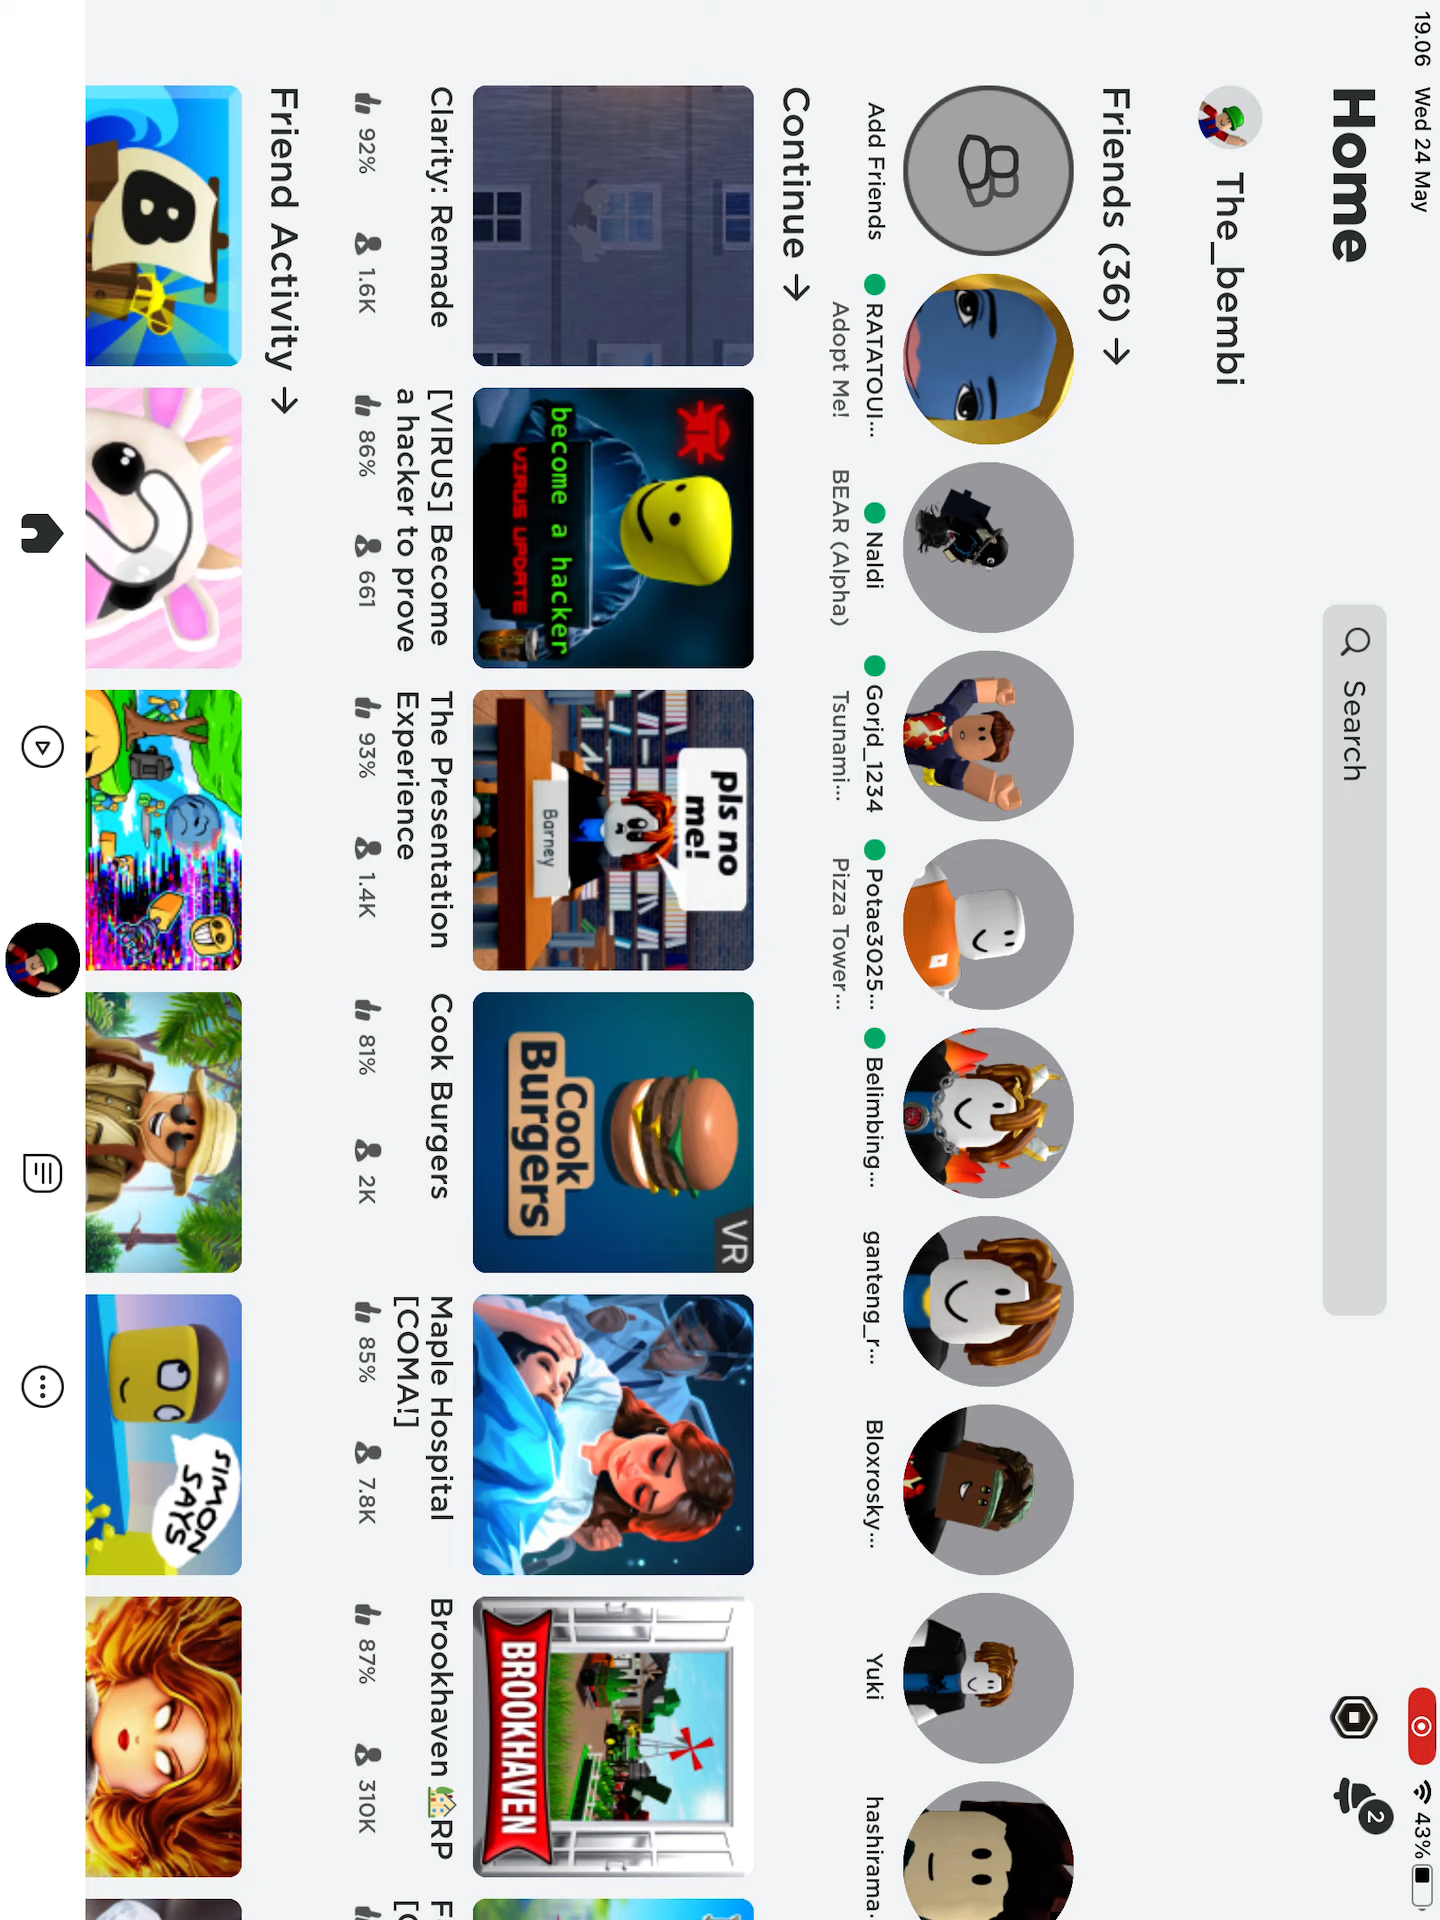 19.06 Wed 24 May
43%
Home
Search
2
The_bembi
Friends (36) →
Add Friends
RATATOUI...
Adopt Me!
Naldi
BEAR (Alpha)
Gorjd_1234
Tsunami...
Potae3025...
Pizza Tower...
Belimbing...
ganteng_r...
Bloxrosky...
Yuki
hashirama.
Continue →
become a hacker
VIRUS UPDATE
pls no
me!
Barney
VR
Cook
Burgers
BROOKHAVEN
Clarity: Remade
92% 1.6K
[VIRUS] Become
a hacker to prove
86% 661
The Presentation
Experience
93% 1.4K
Cook Burgers
81% 2K
Maple Hospital
[COMA!]
85% 7.8K
Brookhaven 🏡RP
87% 310K
Friend Activity →
B
SIMON
SAYS